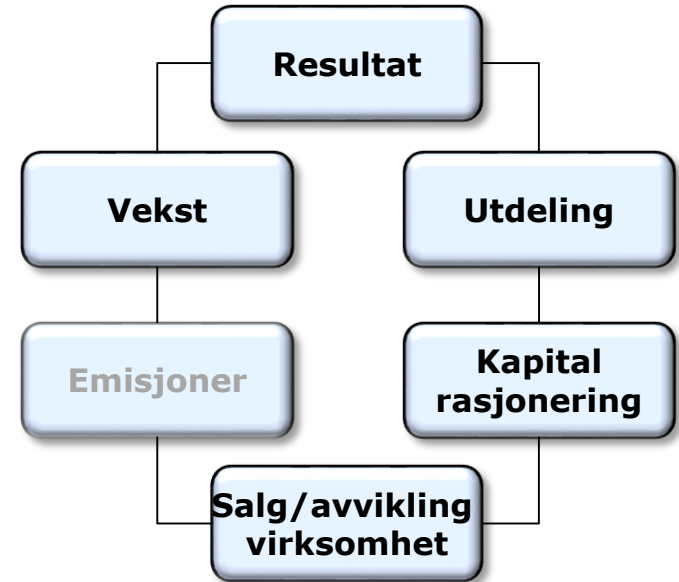 Resultat
Vekst
Utdeling
Emisjoner
Kapital
rasjonering
Salg/avvikling
virksomhet